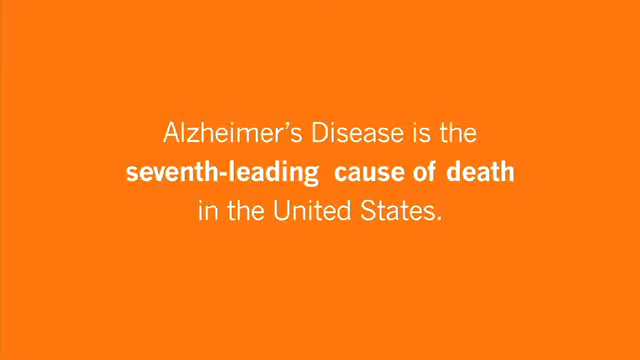 Alzheimer's Disease is the
seventh-leading cause of death
in the United States.